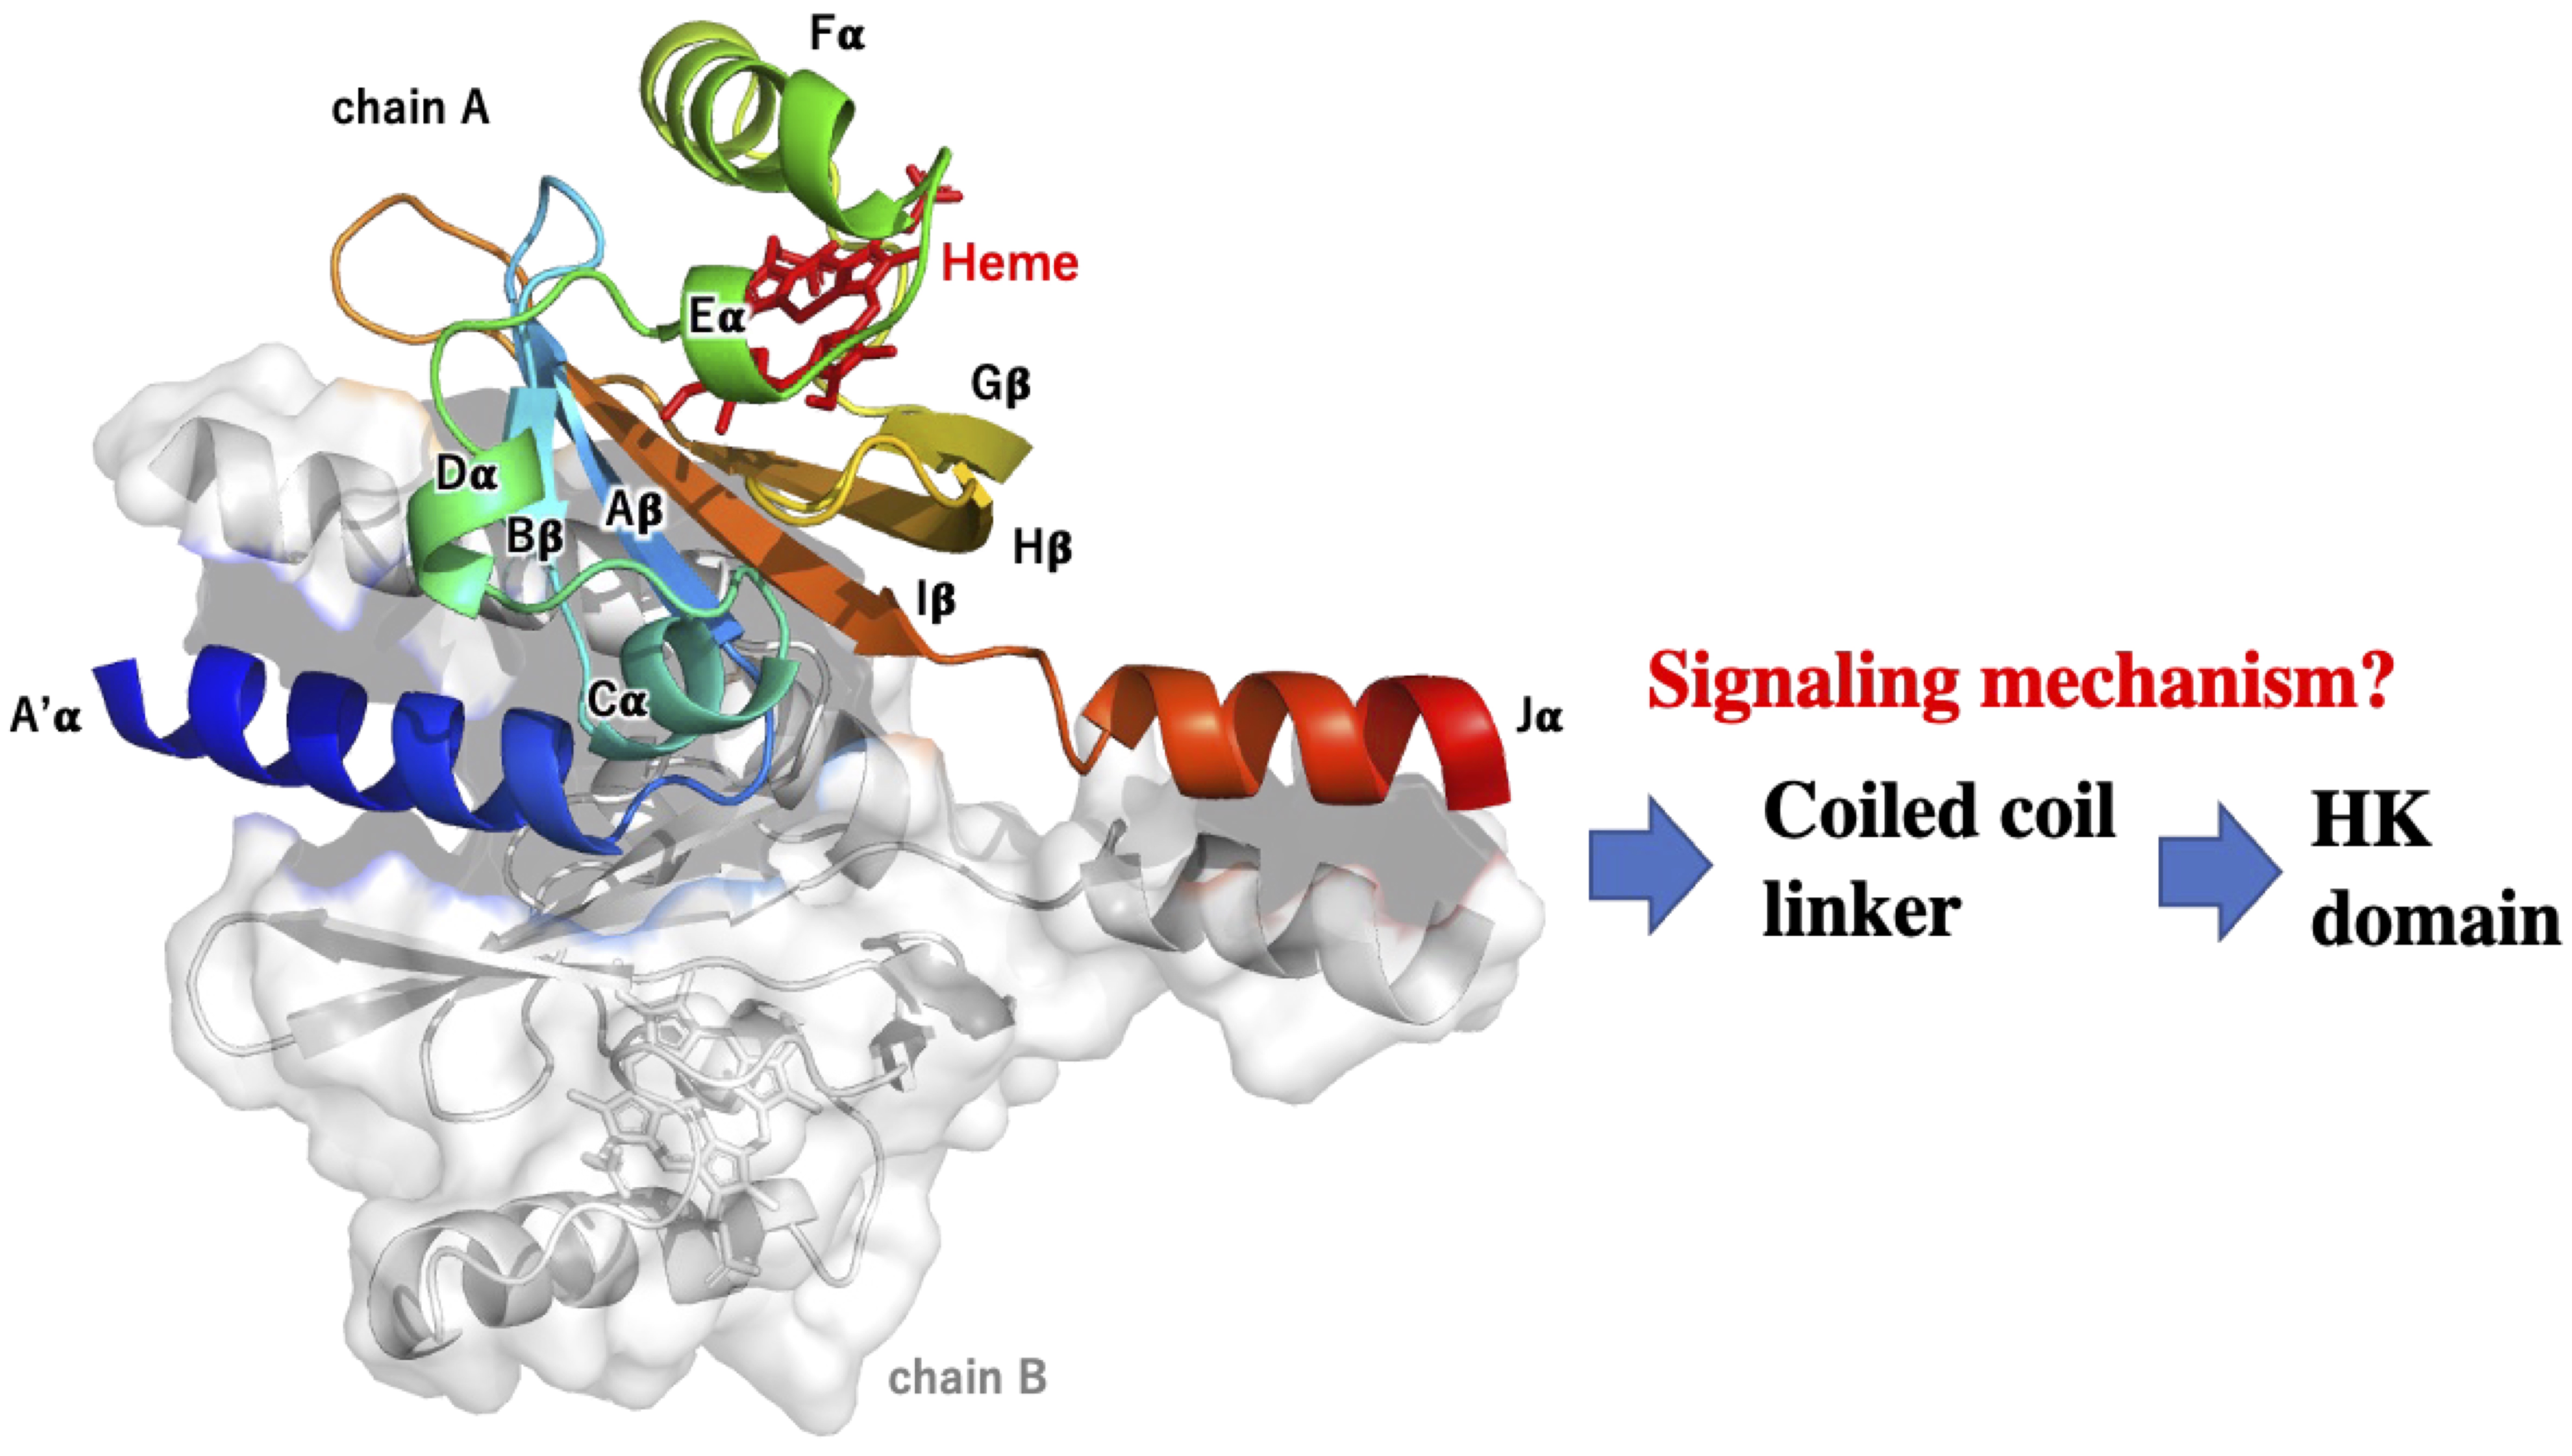 Fα
chain A
Heme
Eα
Gβ
Dα
Aβ
Bβ
Hβ
Iβ
Cα
A’α
Jα
Signaling mechanism?
Coiled coil
linker
HK
domain
chain B